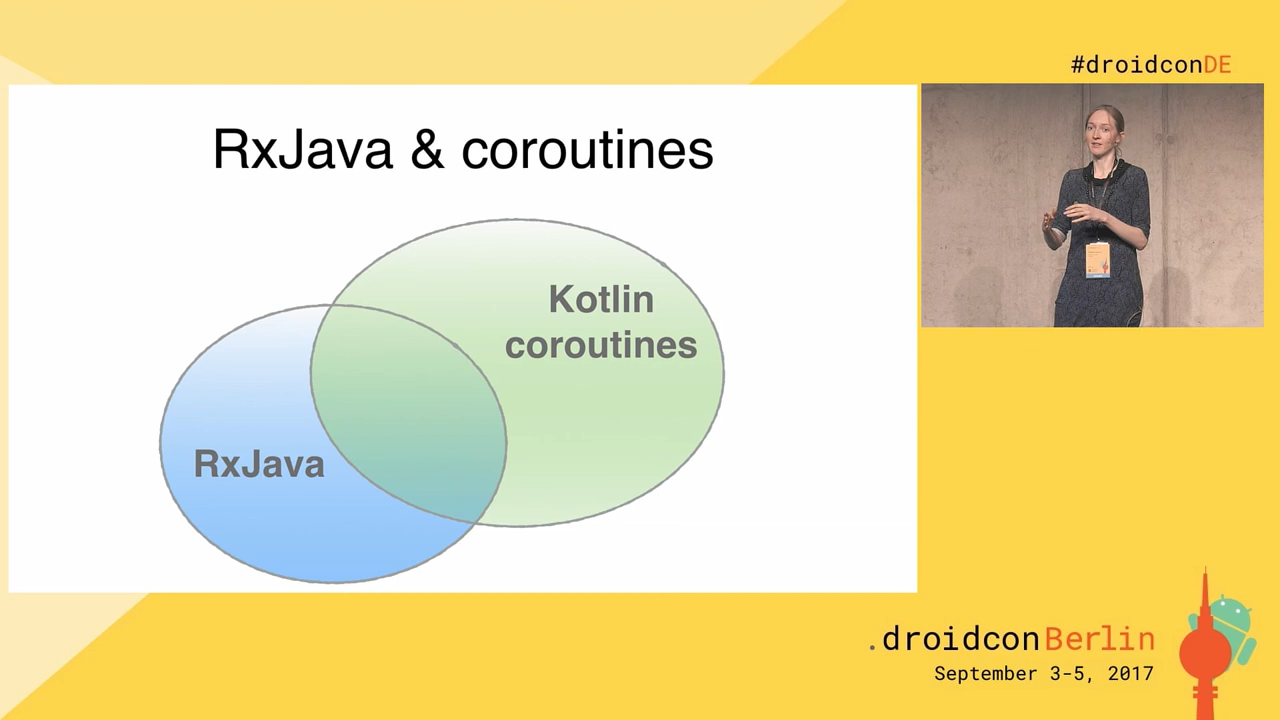 #droidconDE
RxJava & coroutines
Kotlin
coroutines
RxJava
.droidconBerlin
September 3-5, 2017